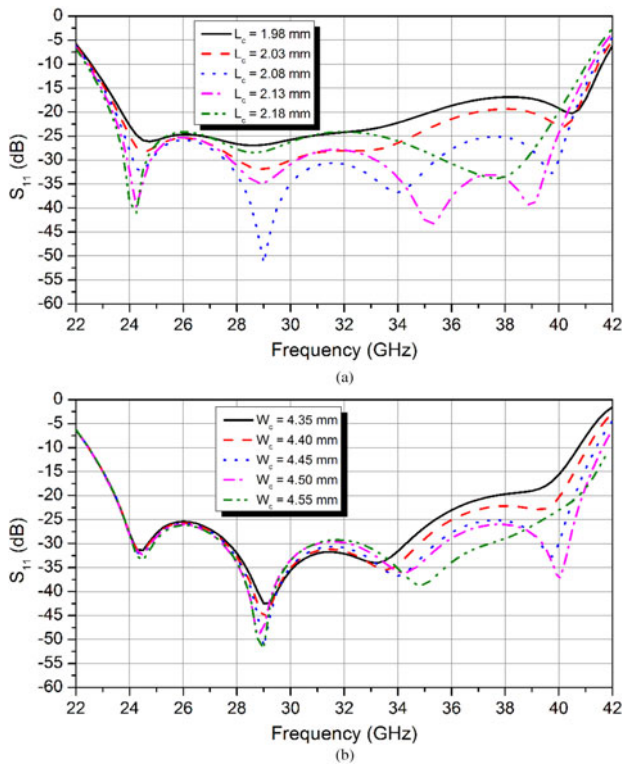 0
-5
-10
-15
-20
-25
-30
-35
-40
-45
-50
-55
-60
S11 (dB)
Lc = 1.98 mm
Lc = 2.03 mm
Lc = 2.08 mm
Lc = 2.13 mm
Lc = 2.18 mm
22 24 26 28 30 32 34 36 38 40 42
Frequency (GHz)
(a)
0
-5
-10
-15
-20
-25
-30
-35
-40
-45
-50
-55
-60
S11 (dB)
Wc = 4.35 mm
Wc = 4.40 mm
Wc = 4.45 mm
Wc = 4.50 mm
Wc = 4.55 mm
22 24 26 28 30 32 34 36 38 40 42
Frequency (GHz)
(b)